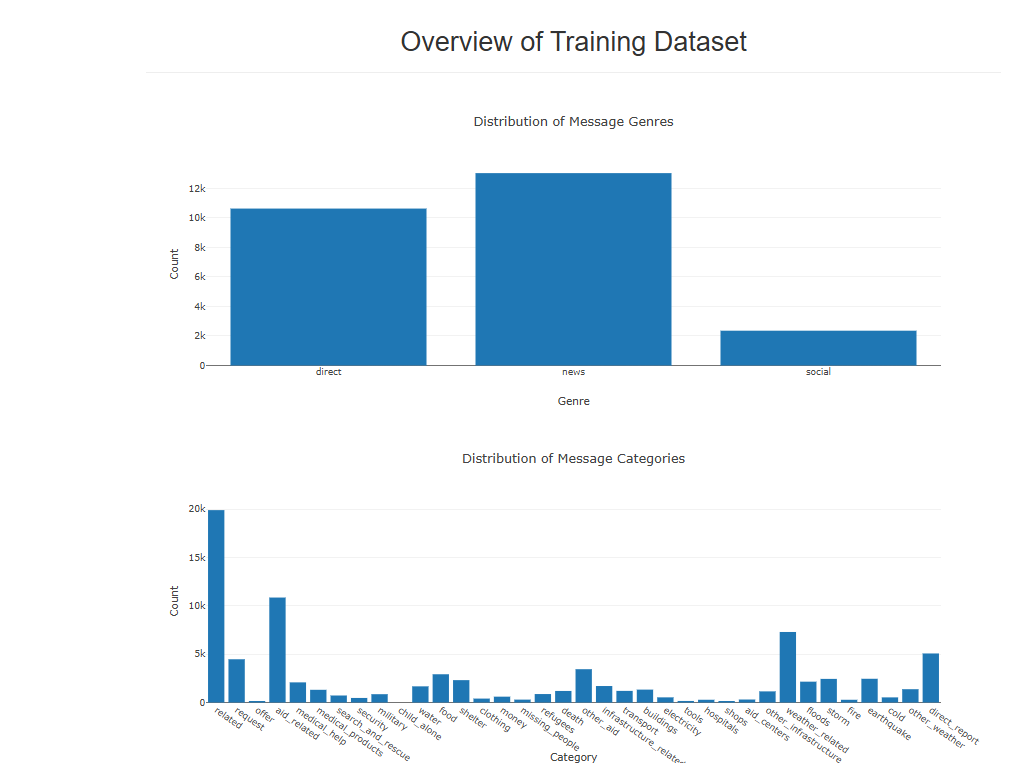 Overview of Training Dataset
Distribution of Message Genres
12k
10k
8k
6k
4k
2k
0
Count
direct
news
social
Genre
Distribution of Message Categories
20k
15k
10k
5k
0
Count
related
request
offer
aid_related
medical_help
medical_products
search_and_rescue
security
military
child_alone
water
food
shelter
clothing
money
missing_people
refugees
death
other_aid
infrastructure_related
transport
buildings
electricity
tools
hospitals
shops
aid_centers
other_infrastructure
weather_related
floods
storm
fire
earthquake
cold
other_weather
direct_report
Category